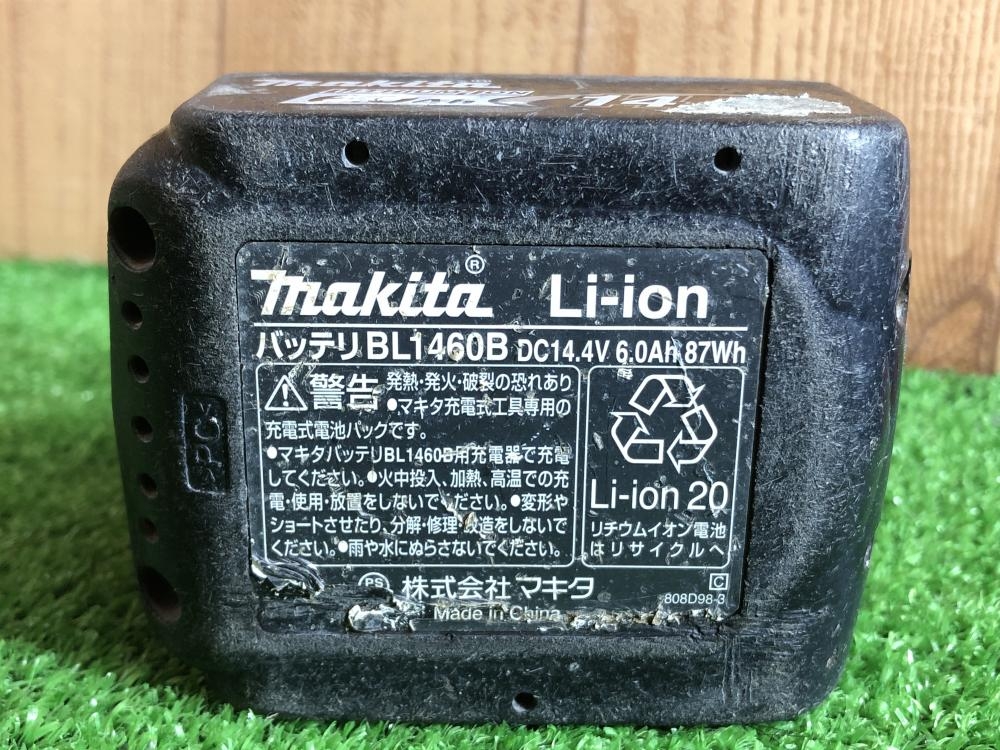 makita
14
makita® Li-ion
バッテリ BL1460B DC14.4V 6.0Ah 87Wh
警告 発熱・発火・破裂の恐れあり
●マキタ充電式工具専用の
充電式電池パックです。
●マキタバッテリBL1460B用充電器で充電
してください。●火中投入、加熱、高温での充
電・使用・放置をしないでください。●変形や
ショートさせたり、分解・修理・改造をしないで
ください。●雨や水にぬらさないでください。
Li-ion 20
リチウムイオン電池
はリサイクルへ
PS 株式会社 マキタ
C
808D98-3
Made in China
>PC<